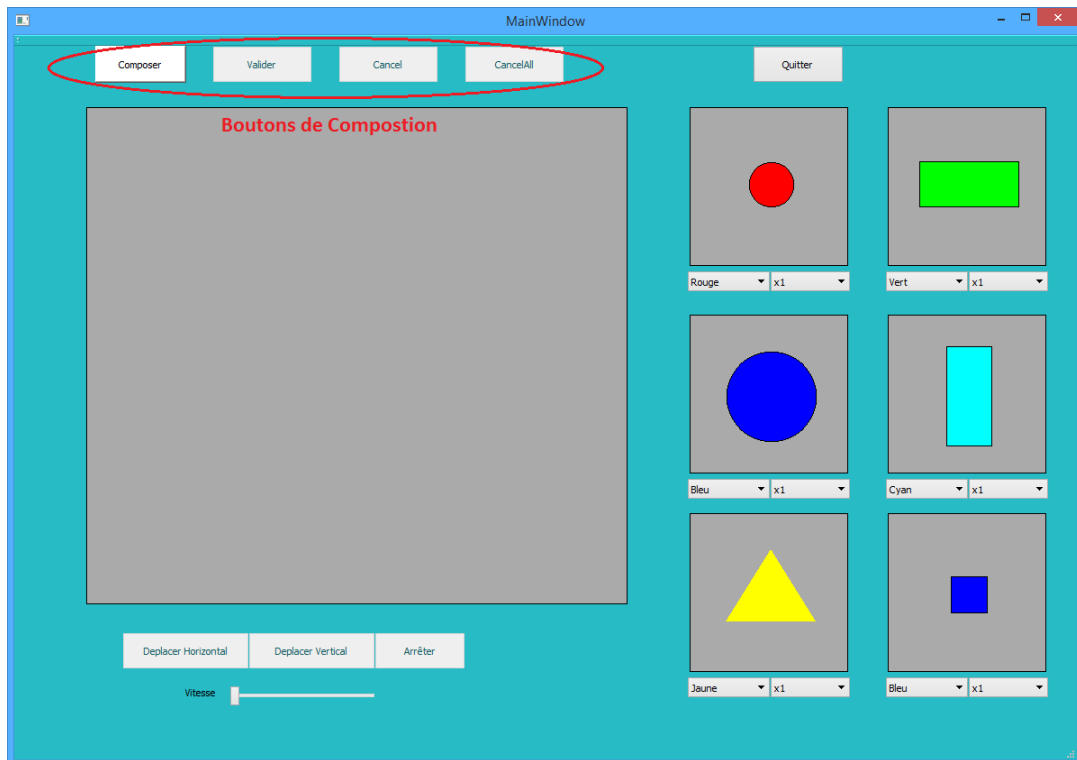 MainWindow
Composer Valider Cancel CancelAll Quitter
Boutons de Compostion
Rouge x1 Vert x1
Bleu x1 Cyan x1
Deplacer Horizontal Deplacer Vertical Arrêter
Jaune x1 Bleu x1
Vitesse